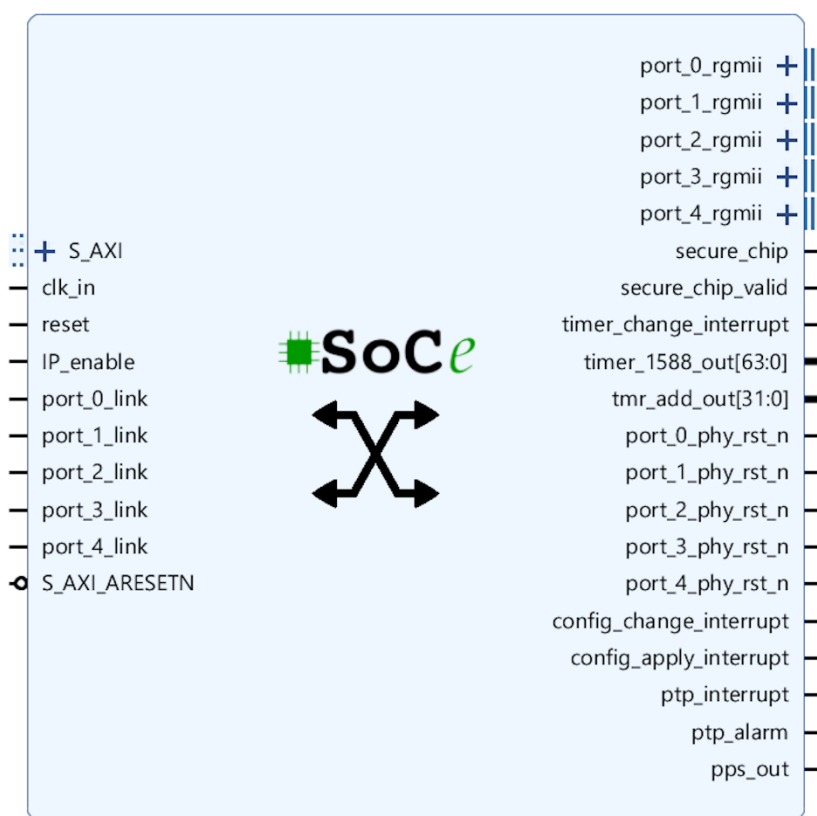 port_0_rgmii
port_1_rgmii
port_2_rgmii
port_3_rgmii
port_4_rgmii
S_AXI
secure_chip
clk_in
secure_chip_valid
reset
timer_change_interrupt
IP_enable
timer_1588_out[63:0]
SoCe
port_0_link
tmr_add_out[31:0]
port_1_link
port_0_phy_rst_n
port_2_link
port_1_phy_rst_n
port_3_link
port_2_phy_rst_n
port_4_link
port_3_phy_rst_n
S_AXI_ARESETN
port_4_phy_rst_n
config_change_interrupt
config_apply_interrupt
ptp_interrupt
ptp_alarm
pps_out